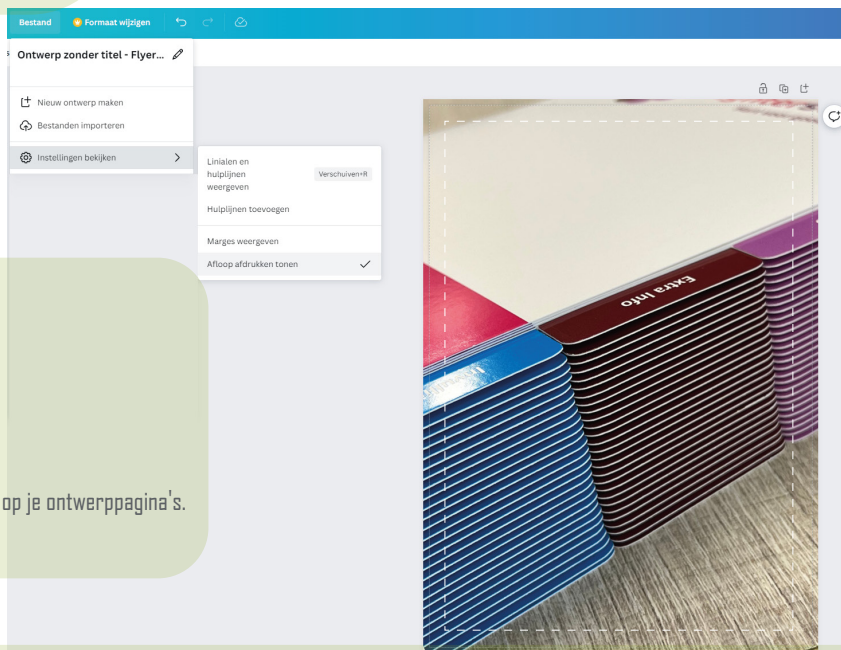 Bestand
Formaat wijzigen
Ontwerp zonder titel - Flyer...
Nieuw ontwerp maken
Bestanden importeren
Instellingen bekijken
Linialen en
hulplijnen
weergeven
Verschuiven+R
Hulplijnen toevoegen
Marges weergeven
Afloop afdrukken tonen
Extra Info
op je ontwerppagina's.